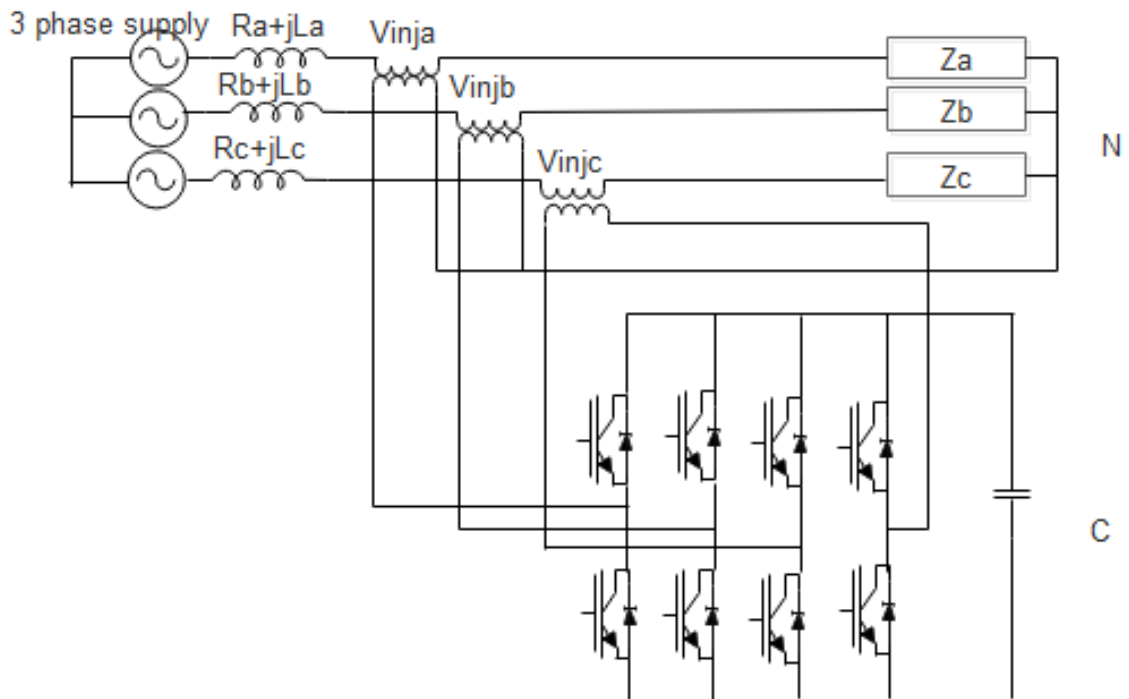 3 phase supply
Ra+jLa
Vinja
Za
Rb+jLb
Vinjb
Zb
Rc+jLc
Vinjc
Zc
N
C